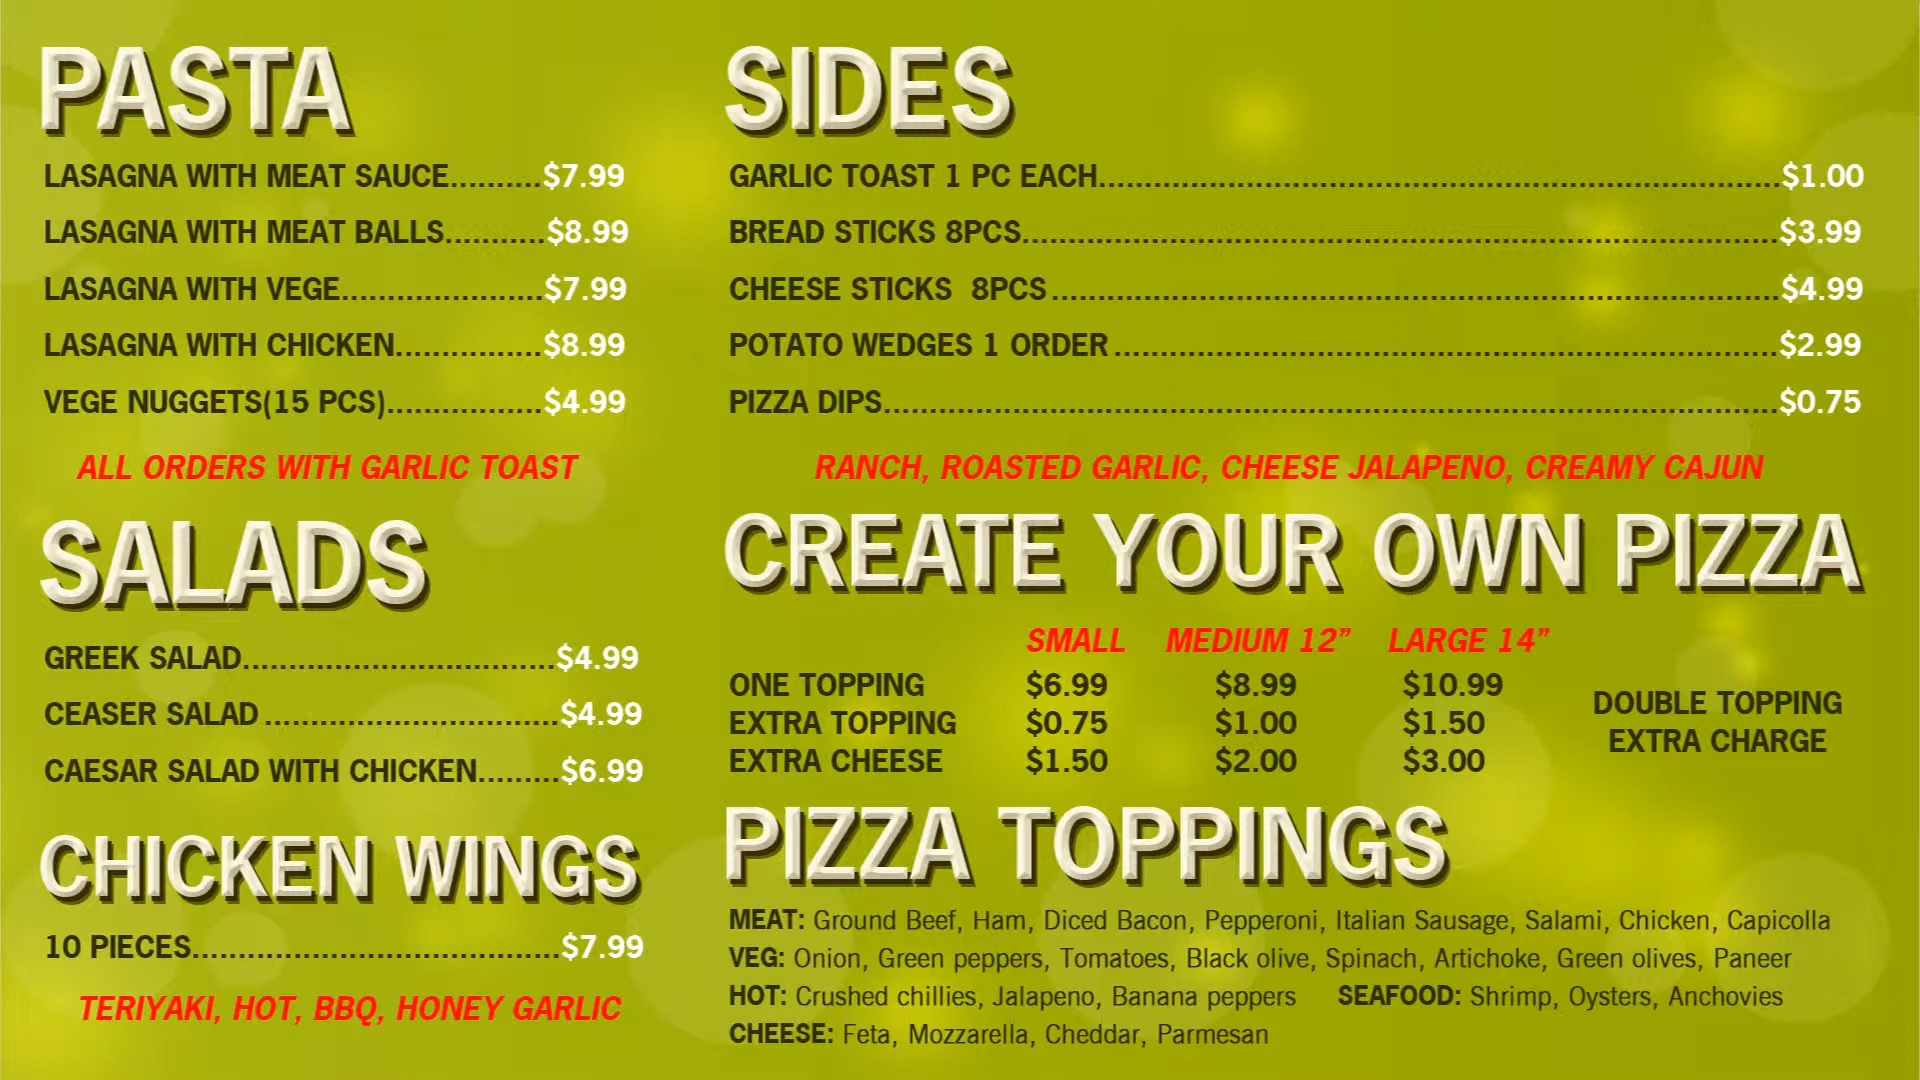 PASTA
LASAGNA WITH MEAT SAUCE..........$7.99
LASAGNA WITH MEAT BALLS...........$8.99
LASAGNA WITH VEGE......................$7.99
LASAGNA WITH CHICKEN................$8.99
VEGE NUGGETS(15 PCS).................$4.99
ALL ORDERS WITH GARLIC TOAST
SALADS
GREEK SALAD..................................$4.99
CEASER SALAD ................................$4.99
CAESAR SALAD WITH CHICKEN.........$6.99
CHICKEN WINGS
10 PIECES........................................$7.99
TERIYAKI, HOT, BBQ, HONEY GARLIC
SIDES
GARLIC TOAST 1 PC EACH..........................................................................$1.00
BREAD STICKS 8PCS..................................................................................$3.99
CHEESE STICKS  8PCS ...............................................................................$4.99
POTATO WEDGES 1 ORDER ........................................................................$2.99
PIZZA DIPS.................................................................................................$0.75
RANCH, ROASTED GARLIC, CHEESE JALAPENO, CREAMY CAJUN
CREATE YOUR OWN PIZZA
SMALL MEDIUM 12” LARGE 14”
ONE TOPPING $6.99 $8.99 $10.99
EXTRA TOPPING $0.75 $1.00 $1.50
EXTRA CHEESE $1.50 $2.00 $3.00
DOUBLE TOPPING
EXTRA CHARGE
PIZZA TOPPINGS
MEAT: Ground Beef, Ham, Diced Bacon, Pepperoni, Italian Sausage, Salami, Chicken, Capicolla
VEG: Onion, Green peppers, Tomatoes, Black olive, Spinach, Artichoke, Green olives, Paneer
HOT: Crushed chillies, Jalapeno, Banana peppers SEAFOOD: Shrimp, Oysters, Anchovies
CHEESE: Feta, Mozzarella, Cheddar, Parmesan